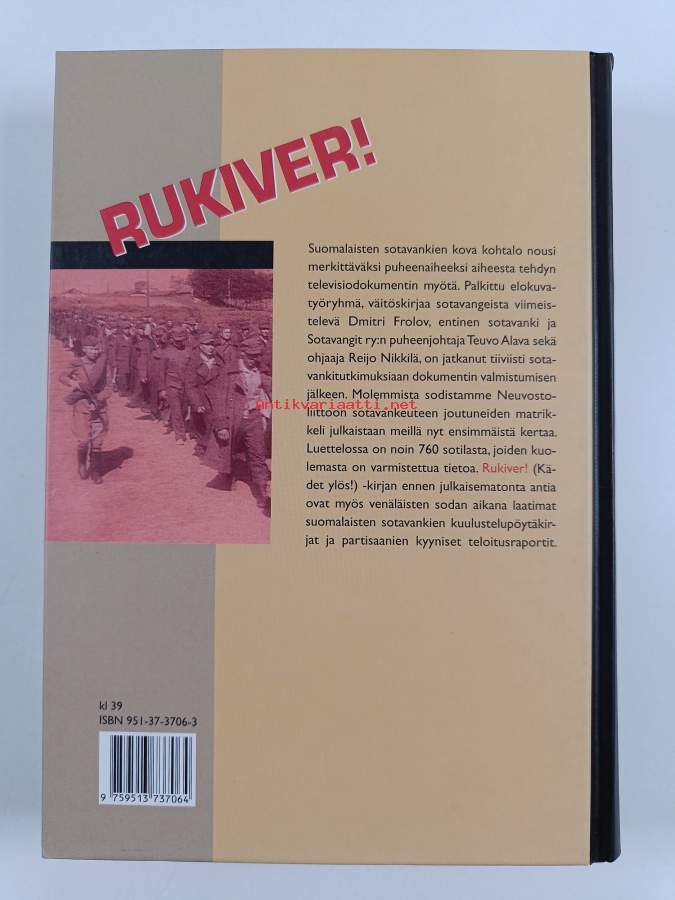 RUKIVER!
Suomalaisten sotavankien kova kohtalo nousi
merkittäväksi puheenaiheeksi aiheesta tehdyn
televisiodokumentin myötä. Palkittu elokuva-
työryhmä, väitöskirjaa sotavangeista viimeis-
televä Dmitri Frolov, entinen sotavanki ja
Sotavangit ry:n puheenjohtaja Teuvo Alava sekä
ohjaaja Reijo Nikkilä, on jatkanut tiiviisti sota-
vankitutkimuksiaan dokumentin valmistumisen
jälkeen. Molemmista sodistamme Neuvosto-
liittoon sotavankeuteen joutuneiden matrik-
keli julkaistaan meillä nyt ensimmäistä kertaa.
Luettelossa on noin 760 sotilasta, joiden kuo-
lemasta on varmistettua tietoa. Rukiver! (Kä-
det ylös!) -kirjan ennen julkaisematonta antia
ovat myös venäläisten sodan aikana laatimat
suomalaisten sotavankien kuulustelupöytäkir-
jat ja partisaanien kyyniset teloitusraportit.
antikvariaatti.net
kl 39
ISBN 951-37-3706-3
9 759513 737064